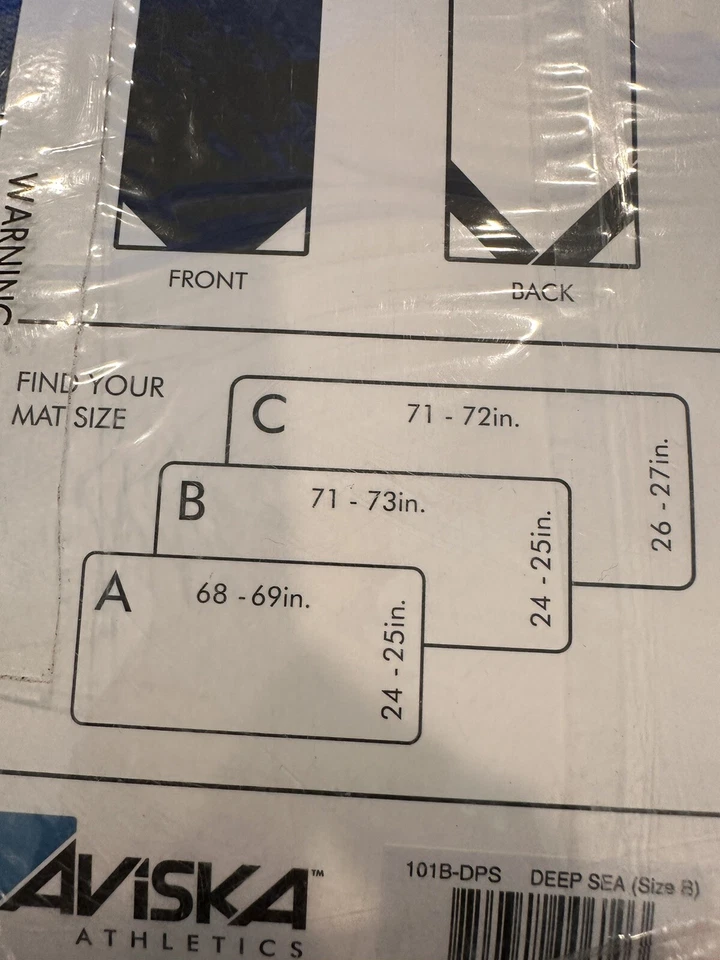 WARNING
FRONT
BACK
FIND YOUR
MAT SIZE
C
71 - 72in.
26 - 27in.
B
71 - 73in.
24 - 25in.
A
68 - 69in.
24 - 25in.
AViSKA™
ATHLETICS
101B-DPS DEEP SEA (Size B)